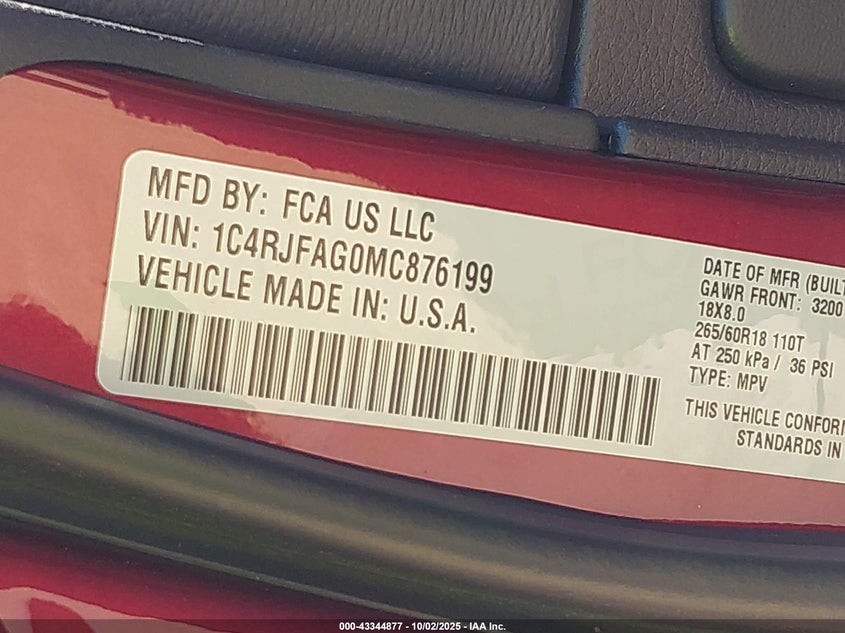 MFD BY: FCA US LLC
VIN: 1C4RJFAG0MC876199
VEHICLE MADE IN: U.S.A.
DATE OF MFR (BUILT
GAWR FRONT: 3200
18X8.0
265/60R18 110T
AT 250 kPa / 36 PSI
TYPE: MPV
THIS VEHICLE CONFORM
STANDARDS IN
000-43344877 - 10/02/2025 - IAA Inc.